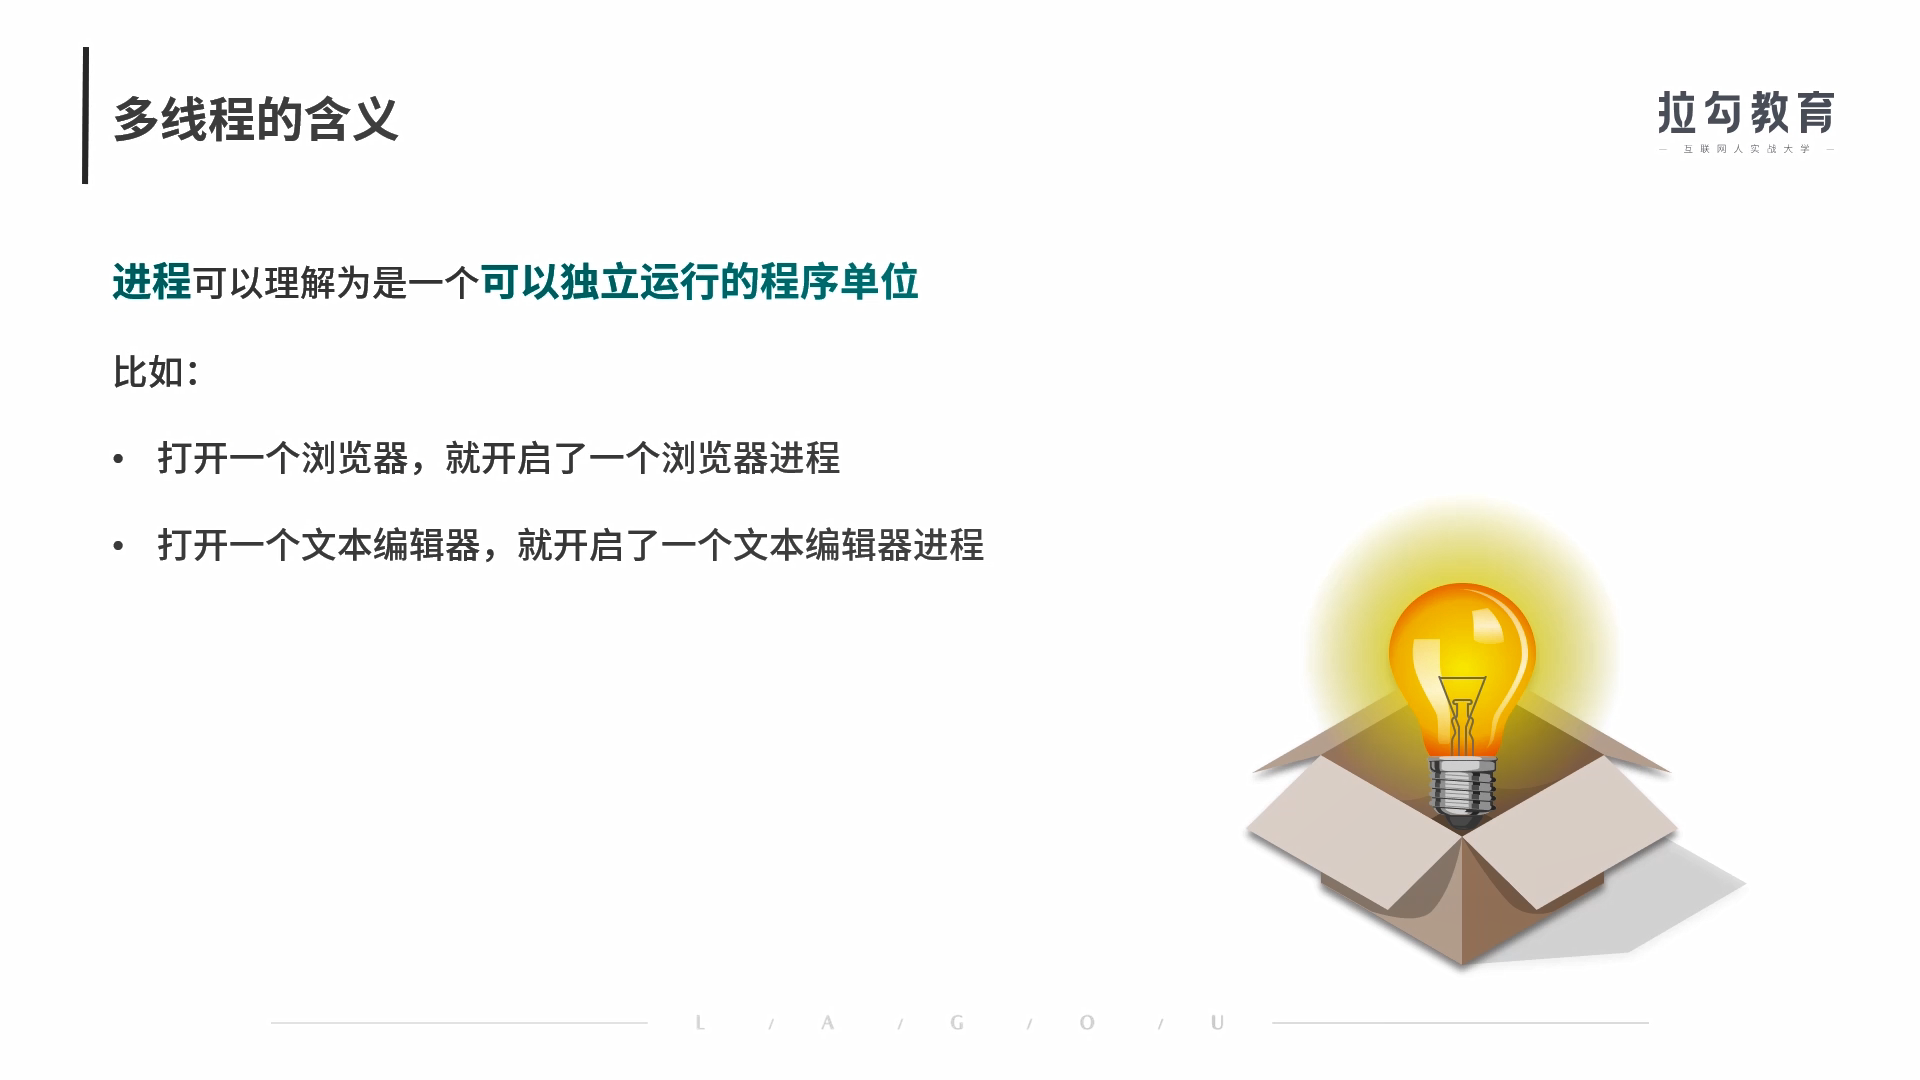 多线程的含义
拉勾教育
— 互联网人实战大学 —
进程可以理解为是一个可以独立运行的程序单位
比如：
• 打开一个浏览器，就开启了一个浏览器进程
• 打开一个文本编辑器，就开启了一个文本编辑器进程
L / A / G / O / U